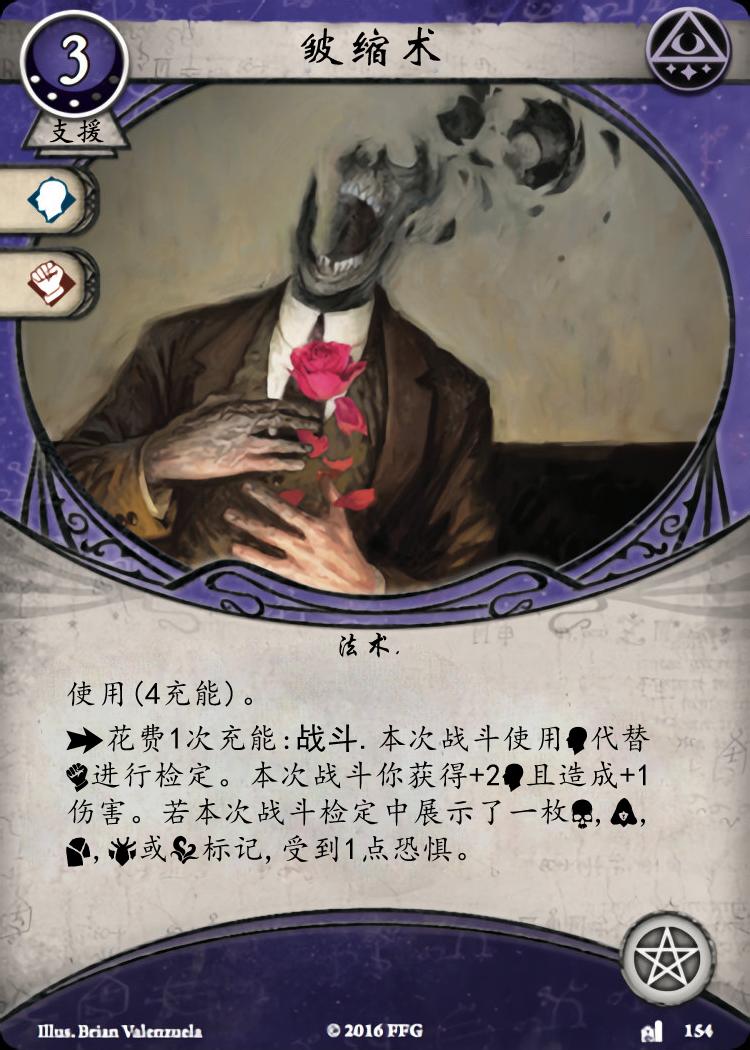 3
皱缩术
支援
法术.
使用(4充能)。
花费1次充能:战斗. 本次战斗使用代替
进行检定。本次战斗你获得+2且造成+1
伤害。若本次战斗检定中展示了一枚, ,
, 或标记, 受到1点恐惧。
Illus. Brian Valenzuela
© 2016 FFG
154